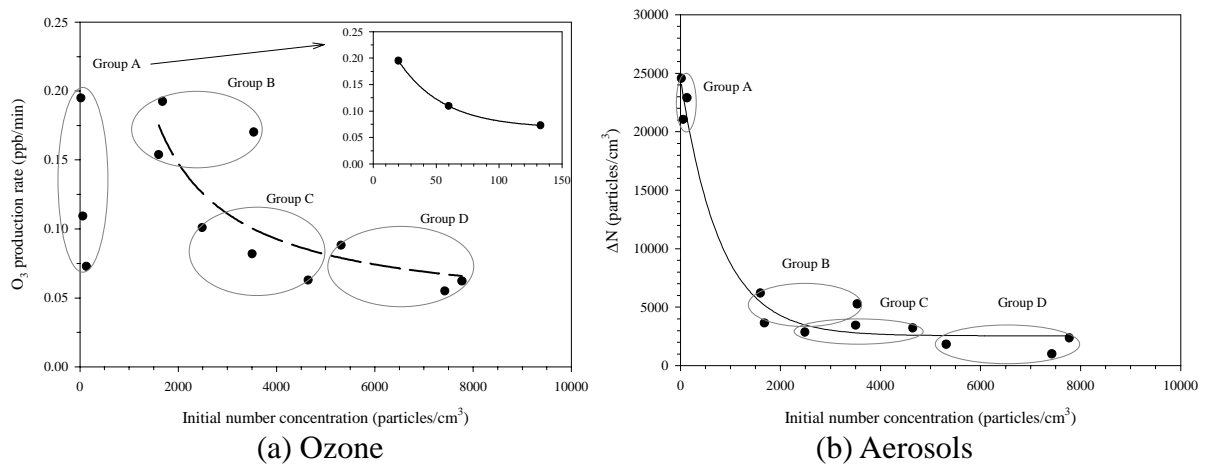 0.25
0.20
0.15
0.10
0.05
0.00
O3 production rate (ppb/min)
0 2000 4000 6000 8000 10000
Initial number concentration (particles/cm3)
Group A
Group B
Group C
Group D
0.25
0.20
0.15
0.10
0.05
0.00
0 50 100 150
(a) Ozone
30000
25000
20000
15000
10000
5000
0
ΔN (particles/cm3)
0 2000 4000 6000 8000 10000
Initial number concentration (particles/cm3)
Group A
Group B
Group C
Group D
(b) Aerosols